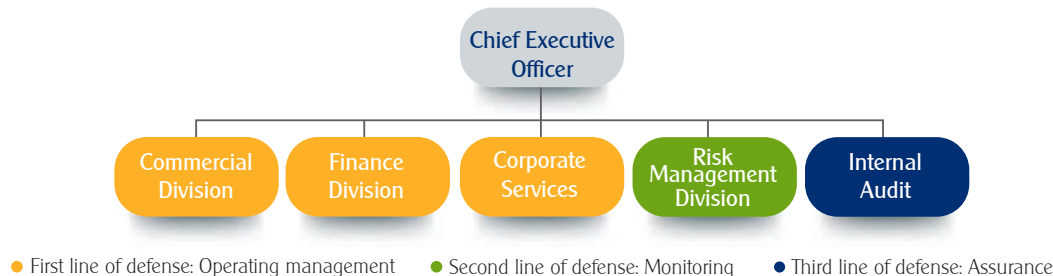 Chief Executive
Officer
Commercial
Division
Finance
Division
Corporate
Services
Risk
Management
Division
Internal
Audit
First line of defense: Operating management
Second line of defense: Monitoring
Third line of defense: Assurance